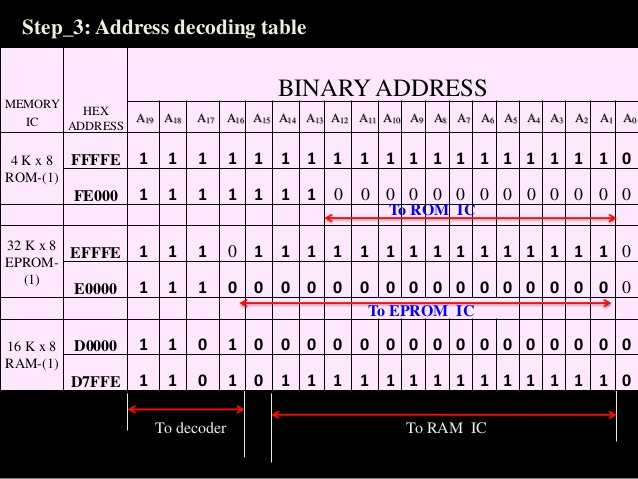 Step_3: Address decoding table
MEMORY IC HEX ADDRESS BINARY ADDRESS
A19 A18 A17 A16 A15 A14 A13 A12 A11 A10 A9 A8 A7 A6 A5 A4 A3 A2 A1 A0
4 K x 8 ROM-(1) FFFFE 1 1 1 1 1 1 1 1 1 1 1 1 1 1 1 1 1 1 1 0
FE000 1 1 1 1 1 1 1 0 0 0 0 0 0 0 0 0 0 0 0 0
To ROM IC
32 K x 8 EPROM-(1) EFFFE 1 1 1 0 1 1 1 1 1 1 1 1 1 1 1 1 1 1 1 0
E0000 1 1 1 0 0 0 0 0 0 0 0 0 0 0 0 0 0 0 0 0
To EPROM IC
16 K x 8 RAM-(1) D0000 1 1 0 1 0 0 0 0 0 0 0 0 0 0 0 0 0 0 0 0
D7FFE 1 1 0 1 0 1 1 1 1 1 1 1 1 1 1 1 1 1 1 0
To decoder To RAM IC